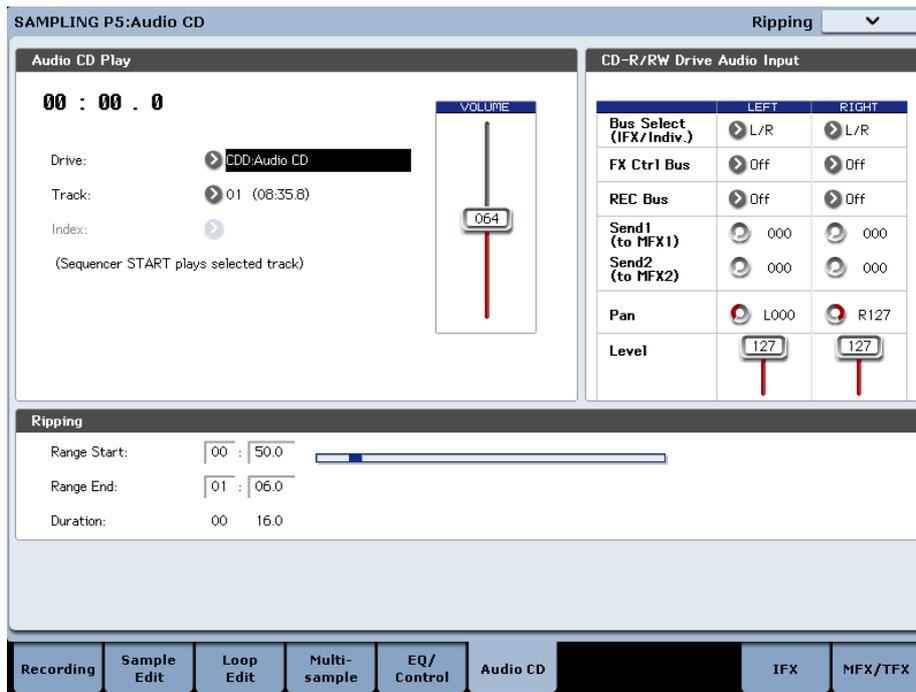 SAMPLING P5:Audio CD
Ripping
Audio CD Play
00 : 00 . 0
VOLUME
Drive: CDD:Audio CD
Track: 01 (08:35.8)
Index:
064
(Sequencer START plays selected track)
CD-R/RW Drive Audio Input
LEFT RIGHT
Bus Select
(IFX/Indiv.) L/R L/R
FX Ctrl Bus Off Off
REC Bus Off Off
Send1
(to MFX1) 000 000
Send2
(to MFX2) 000 000
Pan L000 R127
Level 127 127
Ripping
Range Start: 00 : 50.0
Range End: 01 : 06.0
Duration: 00 16.0
Recording
Sample
Edit
Loop
Edit
Multi-
sample
EQ/
Control
Audio CD
IFX
MFX/TFX